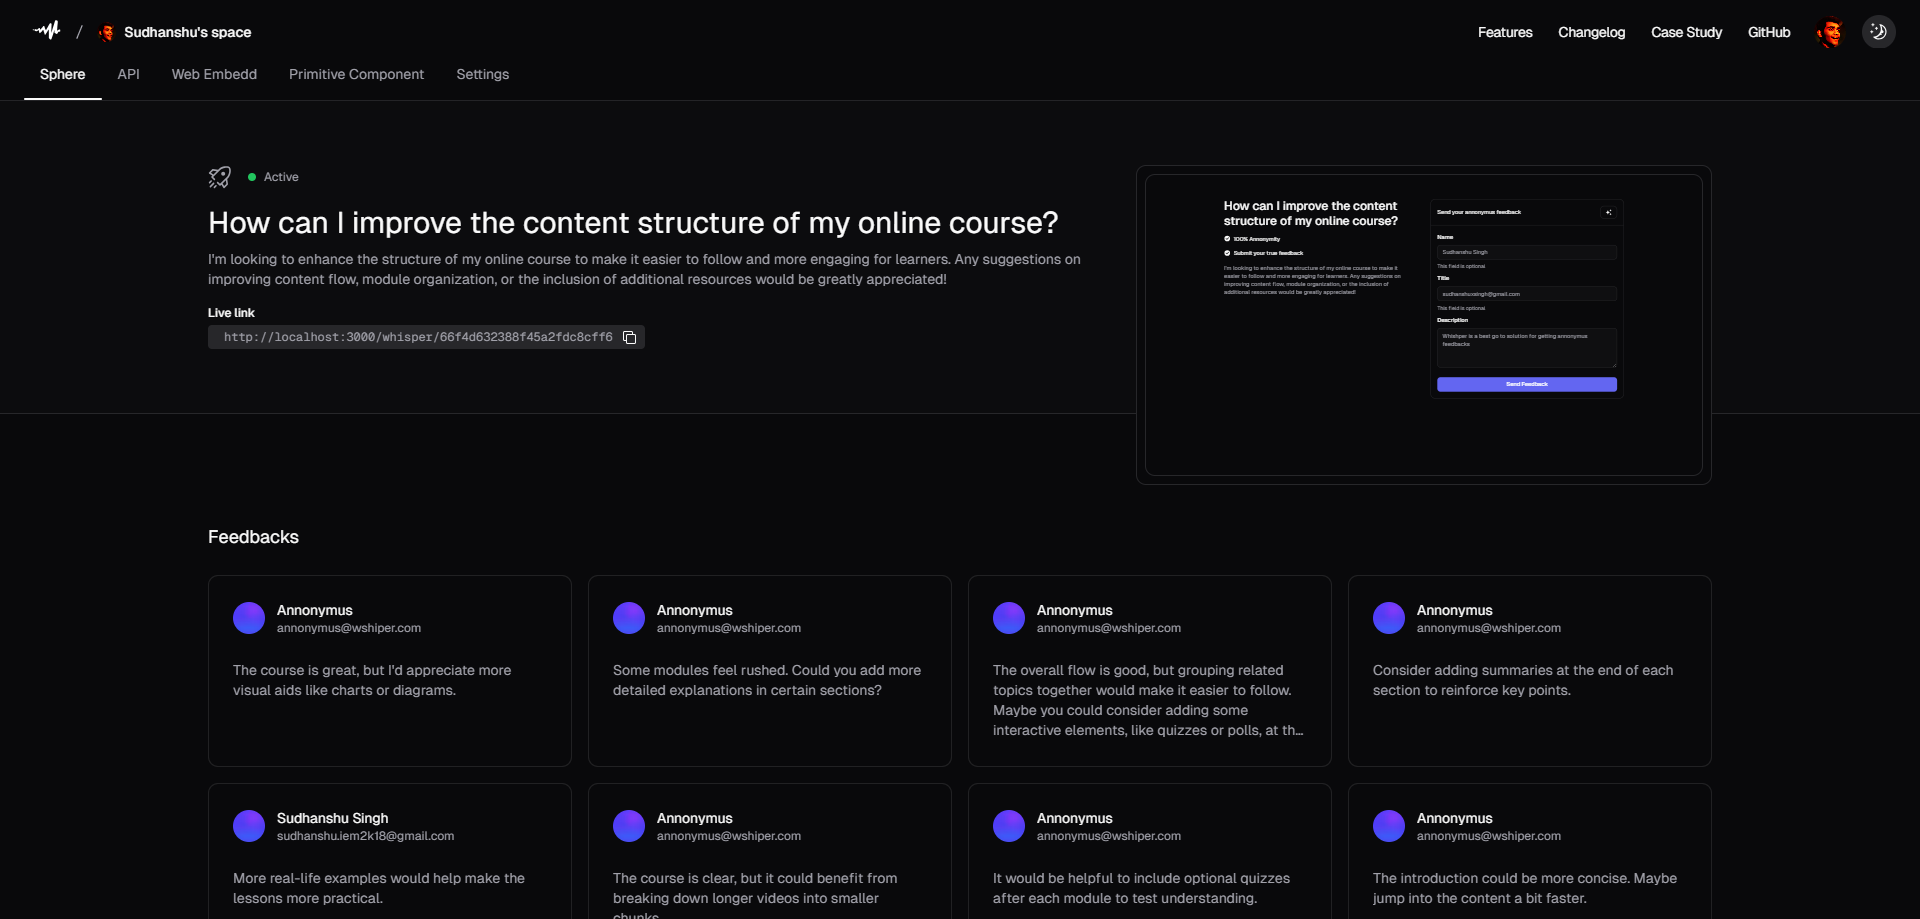 / Sudhanshu's space
Features Changelog Case Study GitHub
Sphere API Web Embedd Primitive Component Settings
Active
How can I improve the content structure of my online course?
I'm looking to enhance the structure of my online course to make it easier to follow and more engaging for learners. Any suggestions on
improving content flow, module organization, or the inclusion of additional resources would be greatly appreciated!
Live link
http://localhost:3000/whisper/66f4d632388f45a2fdc8cff6
How can I improve the content
structure of my online course?
100% Annonymity
Submit your true feedback
I'm looking to enhance the structure of my online course to make it
easier to follow and more engaging for learners. Any suggestions on
improving content flow, module organization, or the inclusion of
additional resources would be greatly appreciated!
Send your annonymus feedback
Name
Sudhanshu Singh
This field is optional
Title
sudhanshuxsingh@gmail.com
This field is optional
Description
Whishper is a best go to solution for getting annonymus
feedbacks
Send Feedback
Feedbacks
Annonymus
annonymus@wshiper.com
The course is great, but I'd appreciate more
visual aids like charts or diagrams.
Annonymus
annonymus@wshiper.com
Some modules feel rushed. Could you add more
detailed explanations in certain sections?
Annonymus
annonymus@wshiper.com
The overall flow is good, but grouping related
topics together would make it easier to follow.
Maybe you could consider adding some
interactive elements, like quizzes or polls, at th...
Annonymus
annonymus@wshiper.com
Consider adding summaries at the end of each
section to reinforce key points.
Sudhanshu Singh
sudhanshu.iem2k18@gmail.com
More real-life examples would help make the
lessons more practical.
Annonymus
annonymus@wshiper.com
The course is clear, but it could benefit from
breaking down longer videos into smaller
chunks.
Annonymus
annonymus@wshiper.com
It would be helpful to include optional quizzes
after each module to test understanding.
Annonymus
annonymus@wshiper.com
The introduction could be more concise. Maybe
jump into the content a bit faster.